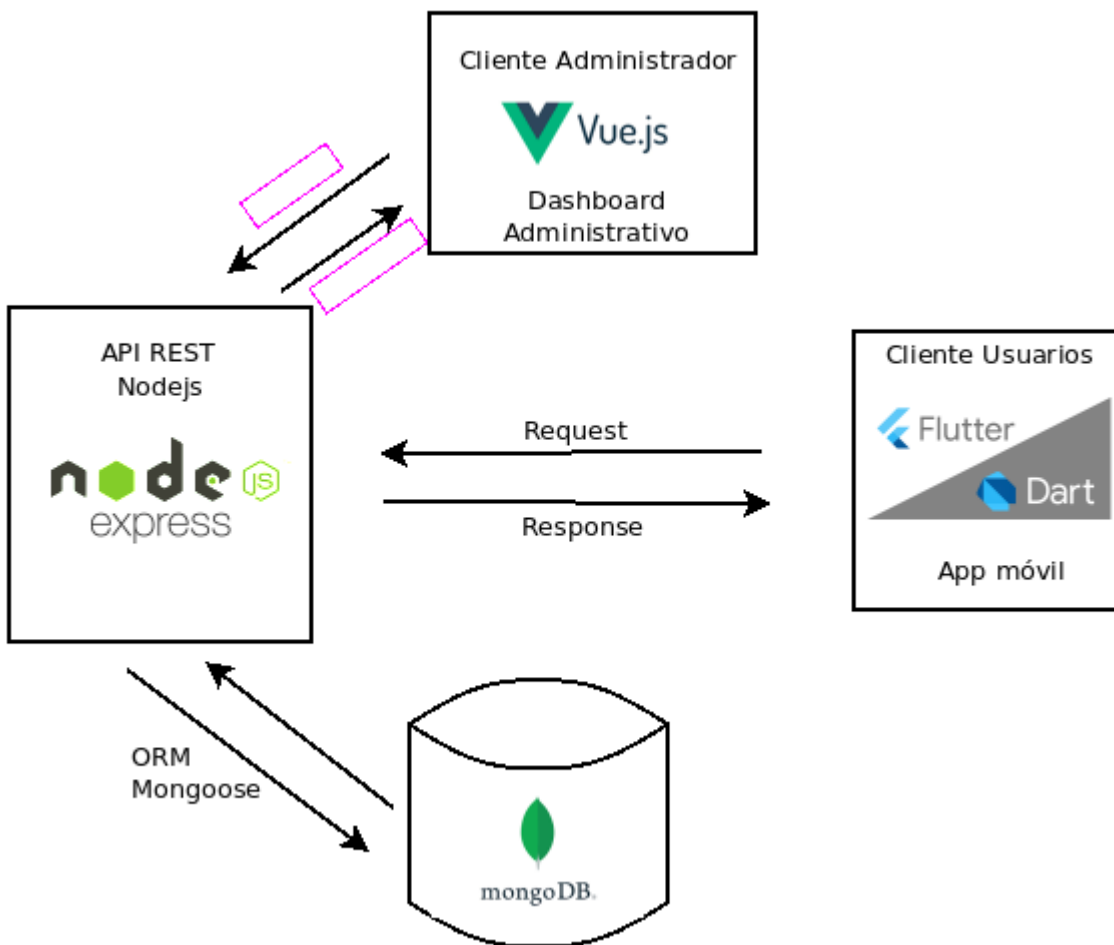 Cliente Administrador
Vue.js
Dashboard
Administrativo
API REST
Nodejs
node JS
express
Request
Response
Cliente Usuarios
Flutter
Dart
App móvil
ORM
Mongoose
mongoDB.